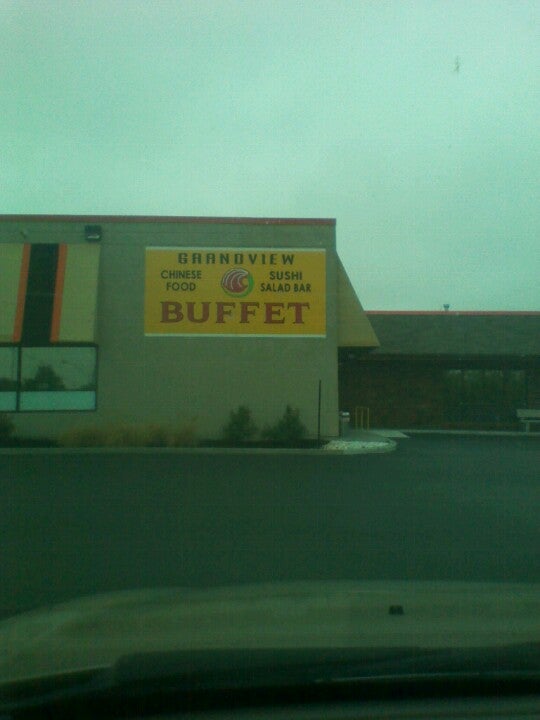 GRANDVIEW
CHINESE FOOD
SUSHI SALAD BAR
BUFFET